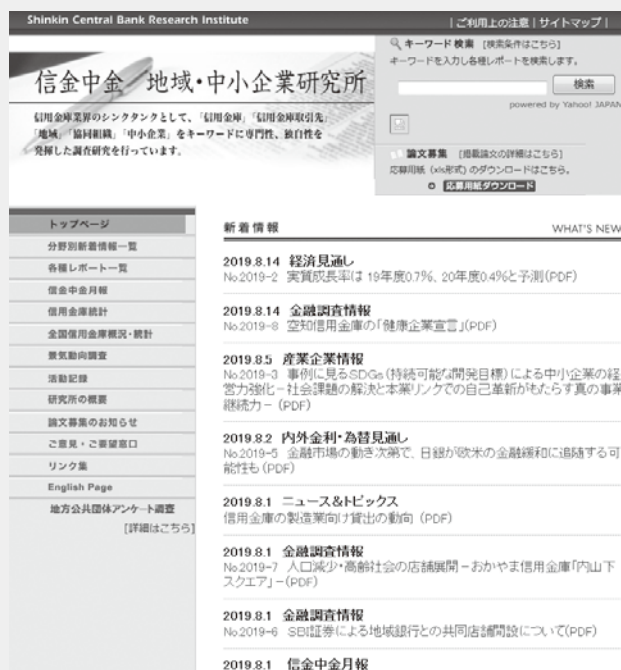 Shinkin Central Bank Research Institute
|ご利用上の注意|サイトマップ|
キーワード検索 [検索条件はこちら]
キーワードを入力し各種レポートを検索します。
検索
powered by Yahoo! JAPAN
論文募集 [掲載論文の詳細はこちら]
応募用紙(xls形式)のダウンロードはこちら。
応募用紙ダウンロード
信金中金 地域・中小企業研究所
信用金庫業界のシンクタンクとして、「信用金庫」「信用金庫取引先」
「地域」「協同組織」「中小企業」をキーワードに専門性、独自性を
発揮した調査研究を行っています。
トップページ
分野別新着情報一覧
各種レポート一覧
信金中金月報
信用金庫統計
全国信用金庫概況・統計
景気動向調査
活動記録
研究所の概要
論文募集のお知らせ
ご意見・ご要望窓口
リンク集
English Page
地方公共団体アンケート調査
[詳細はこちら]
新着情報
WHAT'S NEW
2019.8.14 経済見通し
No.2019-2 実質成長率は 19年度0.7%、20年度0.4%と予測(PDF)
2019.8.14 金融調査情報
No.2019-8 空知信用金庫の「健康企業宣言」(PDF)
2019.8.5 産業企業情報
No.2019-3 事例に見るSDGs(持続可能な開発目標)による中小企業の経
営力強化-社会課題の解決と本業リンクでの自己革新がもたらす真の事業
継続力- (PDF)
2019.8.2 内外金利・為替見通し
No.2019-5 金融市場の動き次第で、日銀が欧米の金融緩和に追随する可
能性も(PDF)
2019.8.1 ニュース&トピックス
信用金庫の製造業向け貸出の動向 (PDF)
2019.8.1 金融調査情報
No.2019-7 人口減少・高齢社会の店舗展開-おかやま信用金庫「内山下
スクエア」-(PDF)
2019.8.1 金融調査情報
No.2019-6 SBI証券による地域銀行との共同店舗開設について(PDF)
2019.8.1 信金中金月報